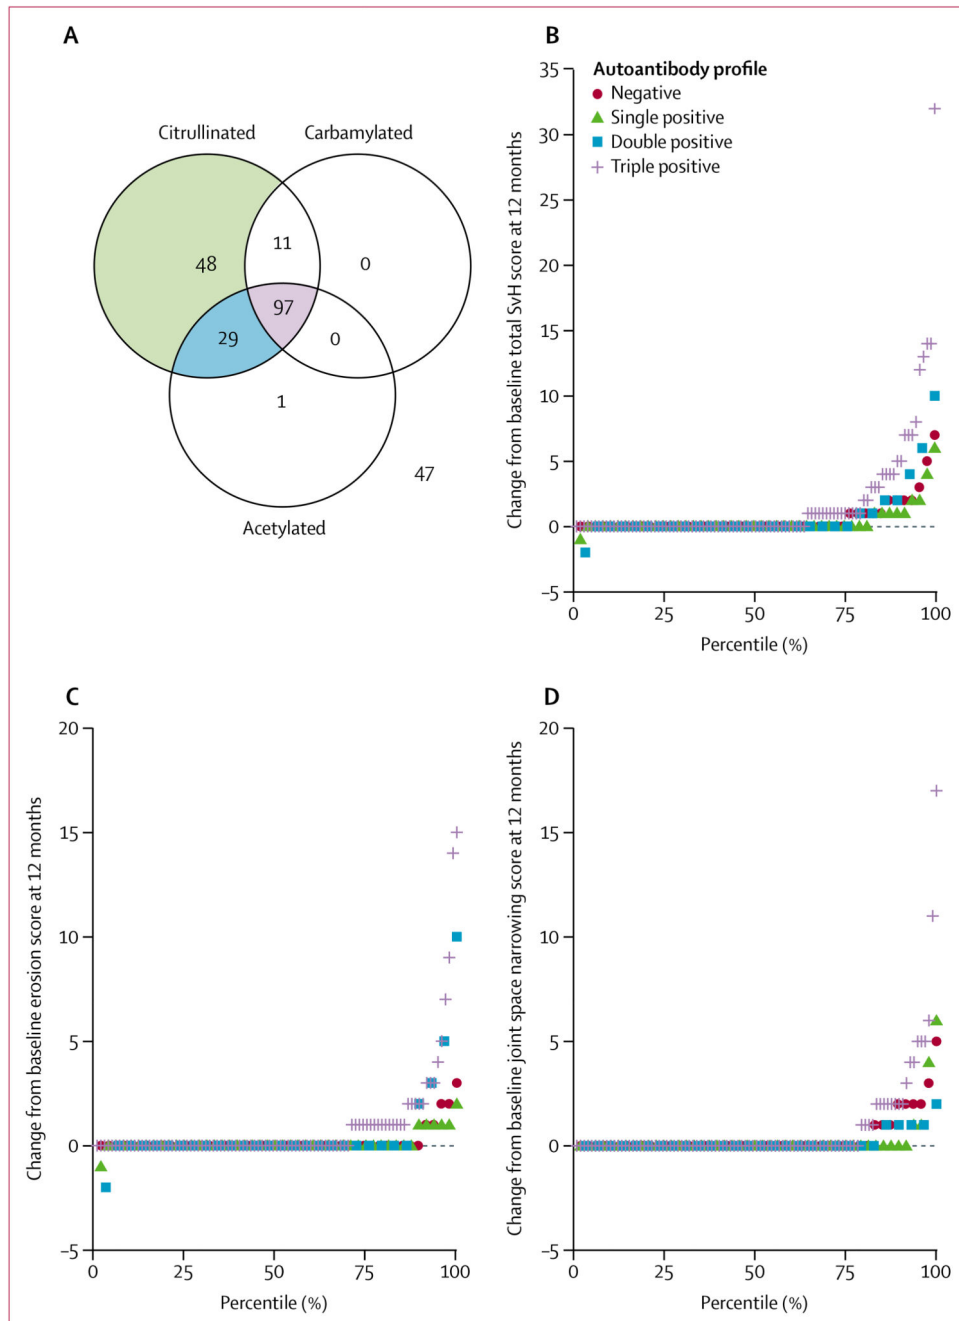 A
Citrullinated
Carbamylated
11
48
0
97
29
0
1
47
Acetylated
B
Autoantibody profile
Negative
Single positive
Double positive
Triple positive
Change from baseline total SvH score at 12 months
35
30
25
20
15
10
5
0
–5
0 25 50 75 100
Percentile (%)
C
Change from baseline erosion score at 12 months
20
15
10
5
0
–5
0 25 50 75 100
Percentile (%)
D
Change from baseline joint space narrowing score at 12 months
20
15
10
5
0
–5
0 25 50 75 100
Percentile (%)